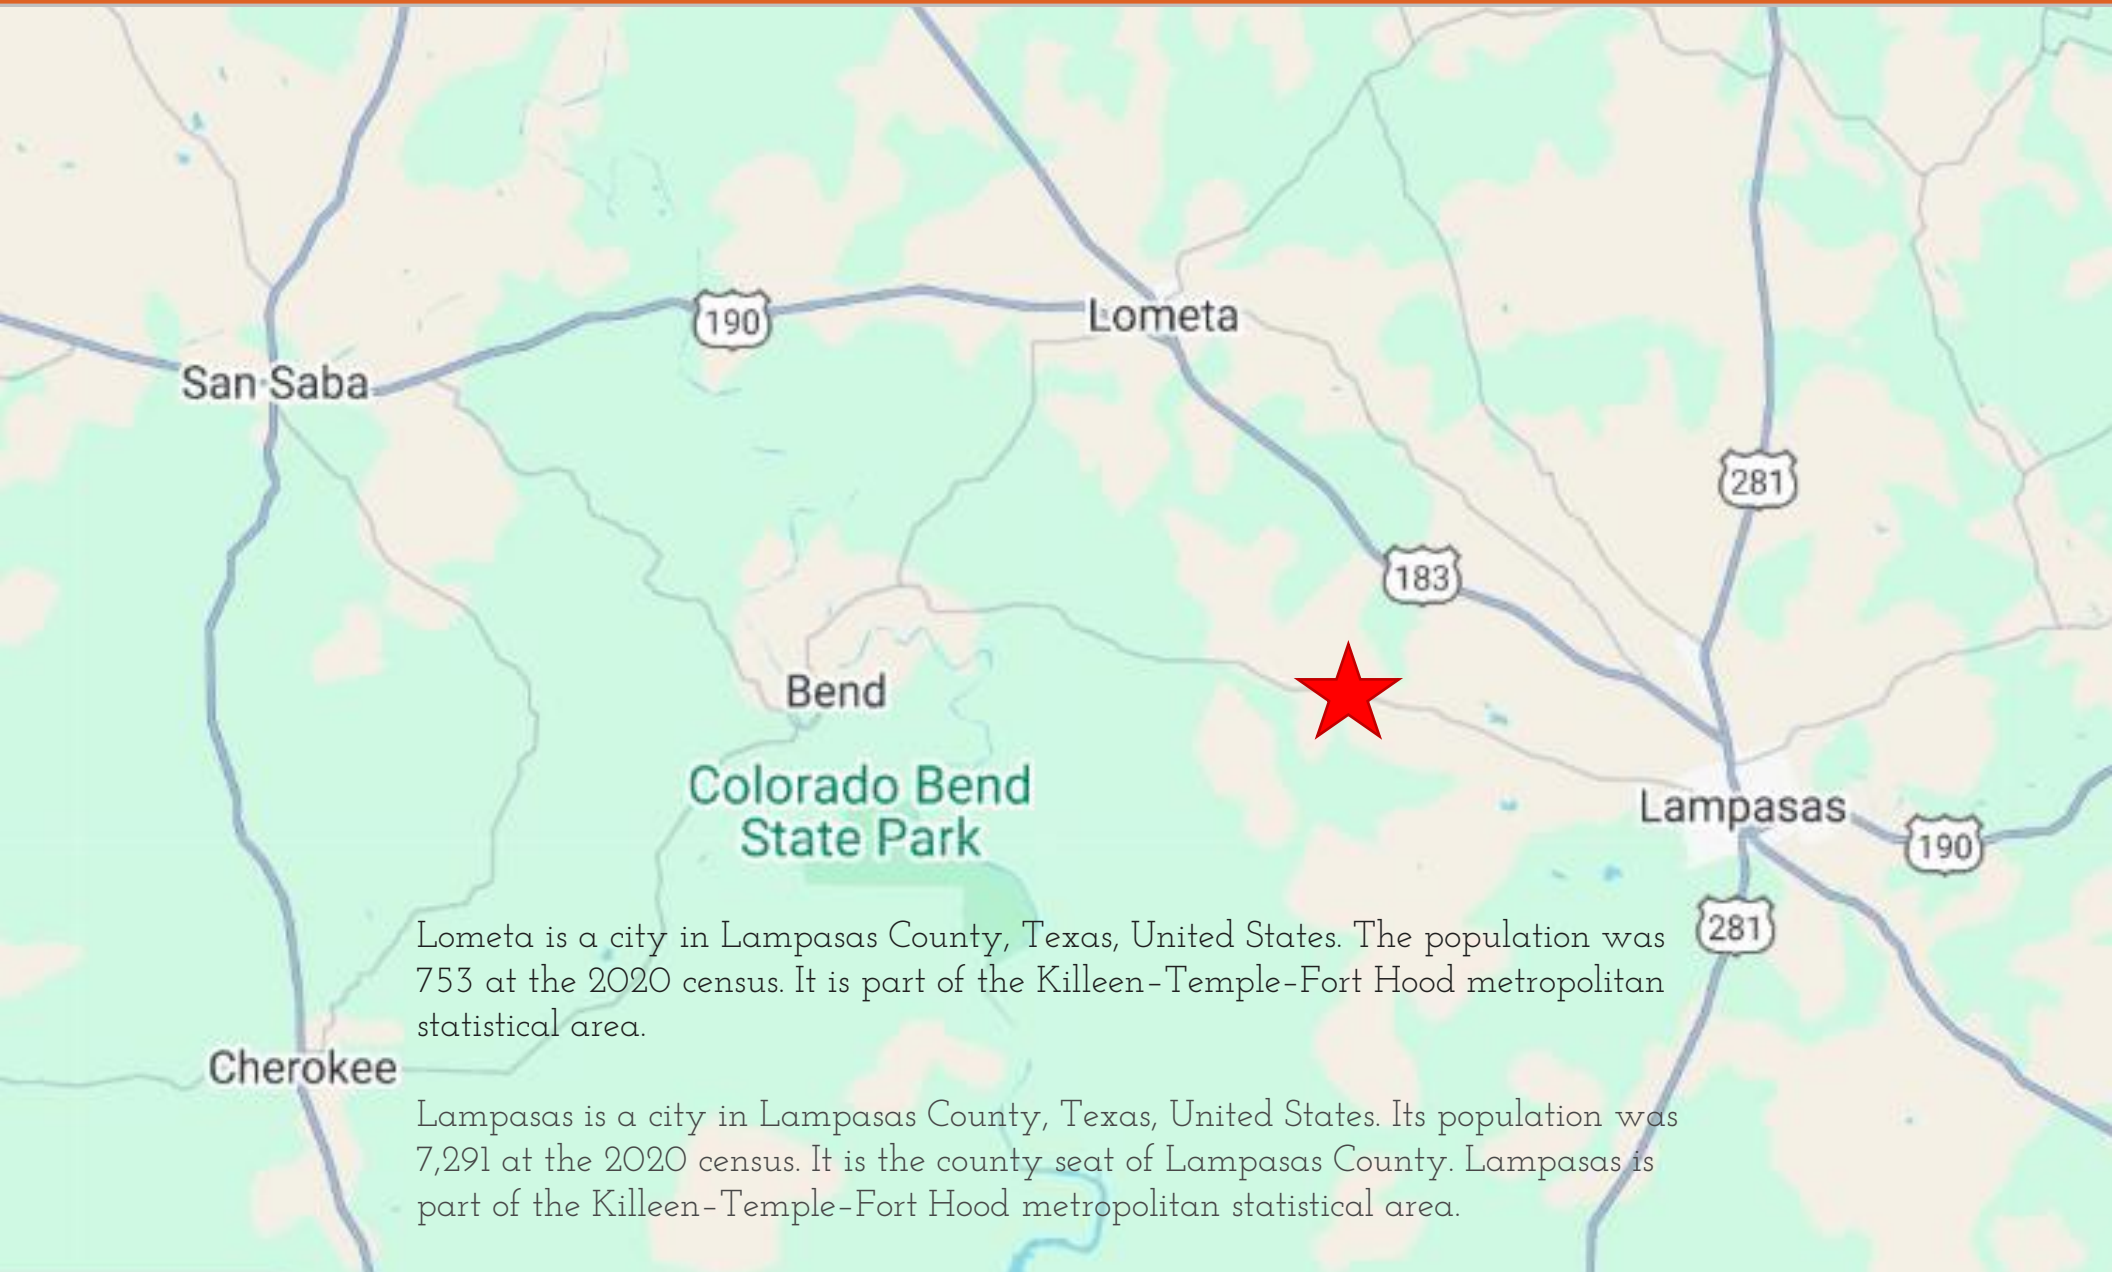 190
Lometa
San Saba
281
183
Bend
Colorado Bend
State Park
Lampasas
190
281
Lometa is a city in Lampasas County, Texas, United States. The population was
753 at the 2020 census. It is part of the Killeen-Temple-Fort Hood metropolitan
statistical area.
Cherokee
Lampasas is a city in Lampasas County, Texas, United States. Its population was
7,291 at the 2020 census. It is the county seat of Lampasas County. Lampasas is
part of the Killeen-Temple-Fort Hood metropolitan statistical area.